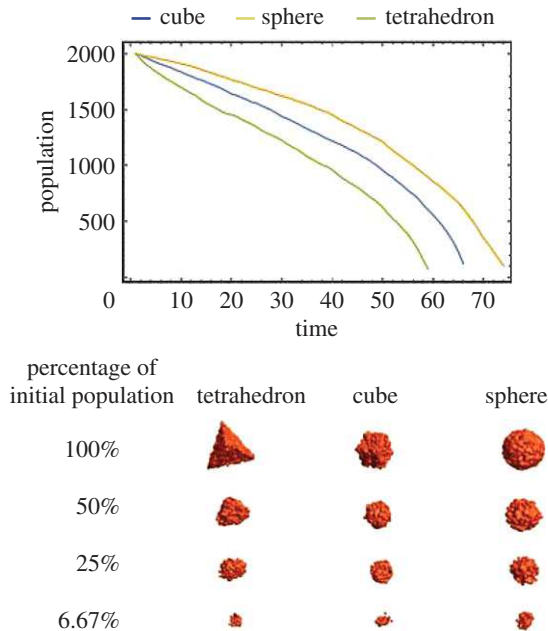 cube sphere tetrahedron
2000
1500
1000
500
population
0 10 20 30 40 50 60 70
time
percentage of
initial population tetrahedron cube sphere
100%
50%
25%
6.67%